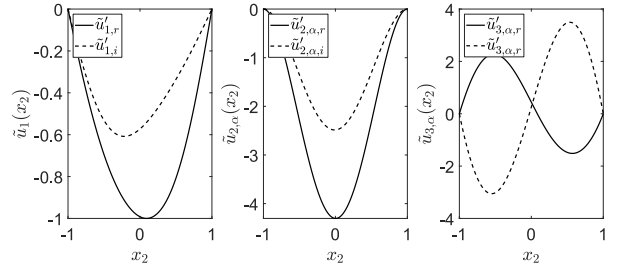 0
-0.2
-0.4
-0.6
-0.8
-1
-1 0 1
x₂
ũ₁(x₂)
ũ′₁,ᵣ
ũ′₁,ᵢ
0
-1
-2
-3
-4
-1 0 1
x₂
ũ₂,α(x₂)
ũ′₂,α,ᵣ
ũ′₂,α,ᵢ
4
2
0
-2
-4
-1 0 1
x₂
ũ₃,α(x₂)
ũ′₃,α,ᵣ
ũ′₃,α,ᵣ